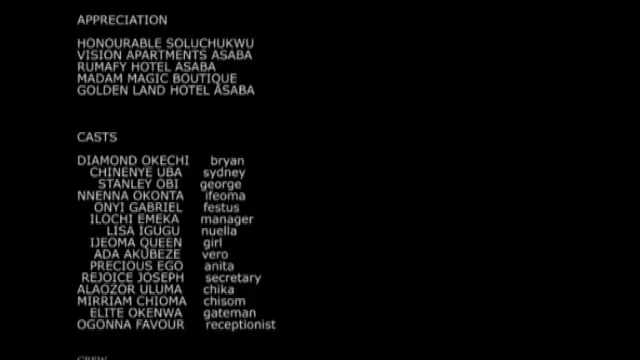 APPRECIATION
HONOURABLE SOLUCHUKWU
VISION APARTMENTS ASABA
RUMAFY HOTEL ASABA
MADAM MAGIC BOUTIQUE
GOLDEN LAND HOTEL ASABA
CASTS
DIAMOND OKECHI bryan
CHINENYE UBA sydney
STANLEY OBI george
NNENNA OKONTA ifeoma
ONYI GABRIEL festus
ILOCHI EMEKA manager
LISA IGUGU nuella
IJEOMA QUEEN girl
ADA AKUBEZE vero
PRECIOUS EGO anita
REJOICE JOSEPH secretary
ALAOZOR ULUMA chika
MIRRIAM CHIOMA chisom
ELITE OKENWA gateman
OGONNA FAVOUR receptionist
CREW